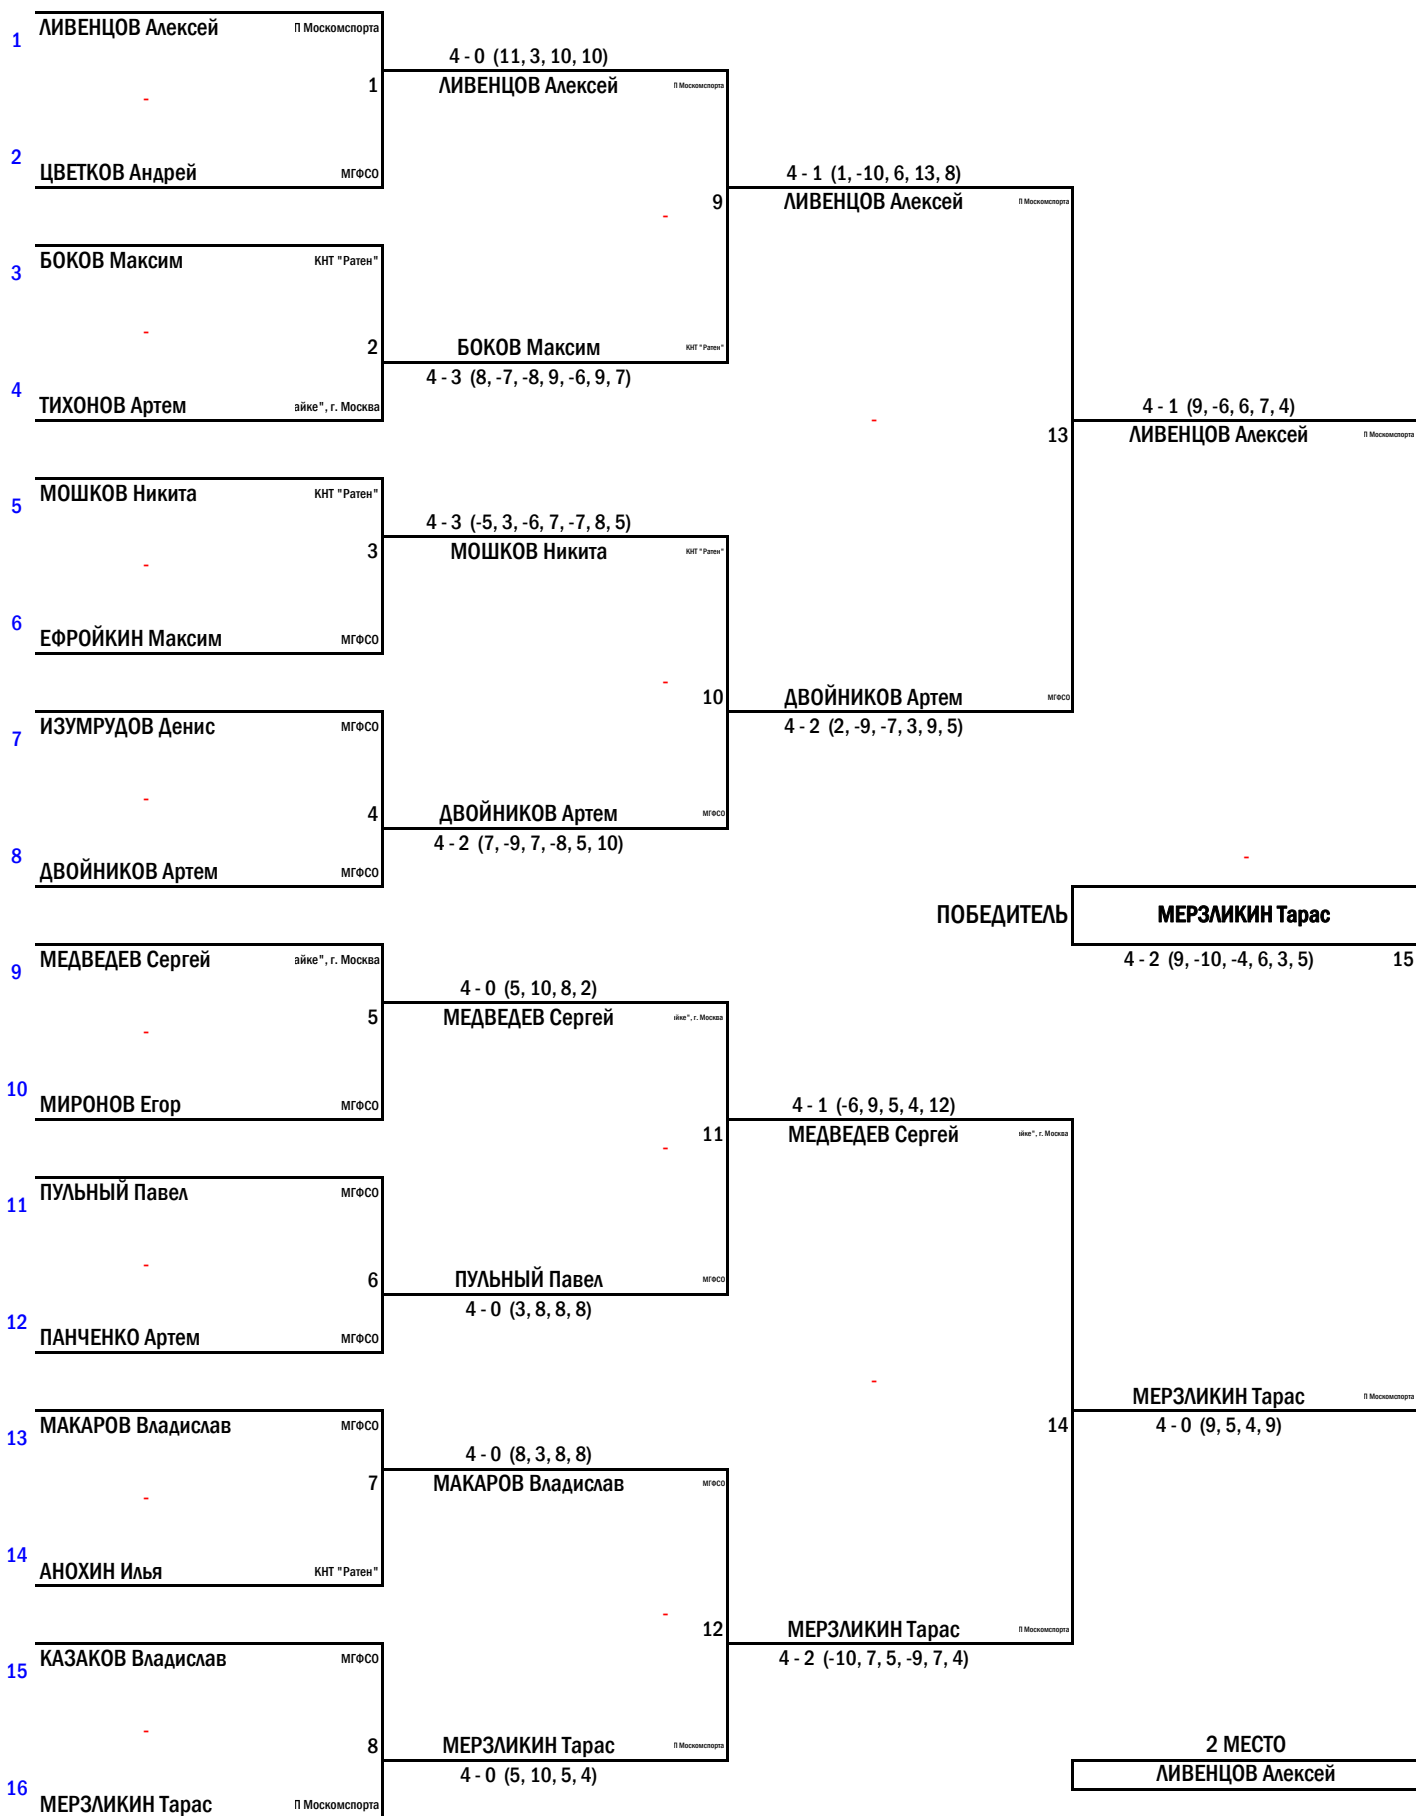 1 ЛИВЕНЦОВ Алексей П Москомспорта
4 - 0 (11, 3, 10, 10)
1 ЛИВЕНЦОВ Алексей П Москомспорта
-
2 ЦВЕТКОВ Андрей МГФСО
4 - 1 (1, -10, 6, 13, 8)
9 ЛИВЕНЦОВ Алексей П Москомспорта
-
3 БОКОВ Максим КНТ "Ратен"
-
2 БОКОВ Максим КНТ "Ратен"
4 - 3 (8, -7, -8, 9, -6, 9, 7)
4 ТИХОНОВ Артем айке", г. Москва
4 - 1 (9, -6, 6, 7, 4)
-
13 ЛИВЕНЦОВ Алексей П Москомспорта
5 МОШКОВ Никита КНТ "Ратен"
4 - 3 (-5, 3, -6, 7, -7, 8, 5)
3 МОШКОВ Никита КНТ "Ратен"
-
6 ЕФРОЙКИН Максим МГФСО
-
10 ДВОЙНИКОВ Артем МГФСО
4 - 2 (2, -9, -7, 3, 9, 5)
7 ИЗУМРУДОВ Денис МГФСО
-
4 ДВОЙНИКОВ Артем МГФСО
4 - 2 (7, -9, 7, -8, 5, 10)
8 ДВОЙНИКОВ Артем МГФСО
-
ПОБЕДИТЕЛЬ МЕРЗЛИКИН Тарас
4 - 2 (9, -10, -4, 6, 3, 5) 15
9 МЕДВЕДЕВ Сергей айке", г. Москва
4 - 0 (5, 10, 8, 2)
5 МЕДВЕДЕВ Сергей йке", г. Москва
-
10 МИРОНОВ Егор МГФСО
4 - 1 (-6, 9, 5, 4, 12)
11 МЕДВЕДЕВ Сергей йке", г. Москва
-
11 ПУЛЬНЫЙ Павел МГФСО
-
6 ПУЛЬНЫЙ Павел МГФСО
4 - 0 (3, 8, 8, 8)
12 ПАНЧЕНКО Артем МГФСО
-
МЕРЗЛИКИН Тарас П Москомспорта
14 4 - 0 (9, 5, 4, 9)
13 МАКАРОВ Владислав МГФСО
4 - 0 (8, 3, 8, 8)
7 МАКАРОВ Владислав МГФСО
-
14 АНОХИН Илья КНТ "Ратен"
-
12 МЕРЗЛИКИН Тарас П Москомспорта
4 - 2 (-10, 7, 5, -9, 7, 4)
15 КАЗАКОВ Владислав МГФСО
-
8 МЕРЗЛИКИН Тарас П Москомспорта
4 - 0 (5, 10, 5, 4)
2 МЕСТО
ЛИВЕНЦОВ Алексей
16 МЕРЗЛИКИН Тарас П Москомспорта